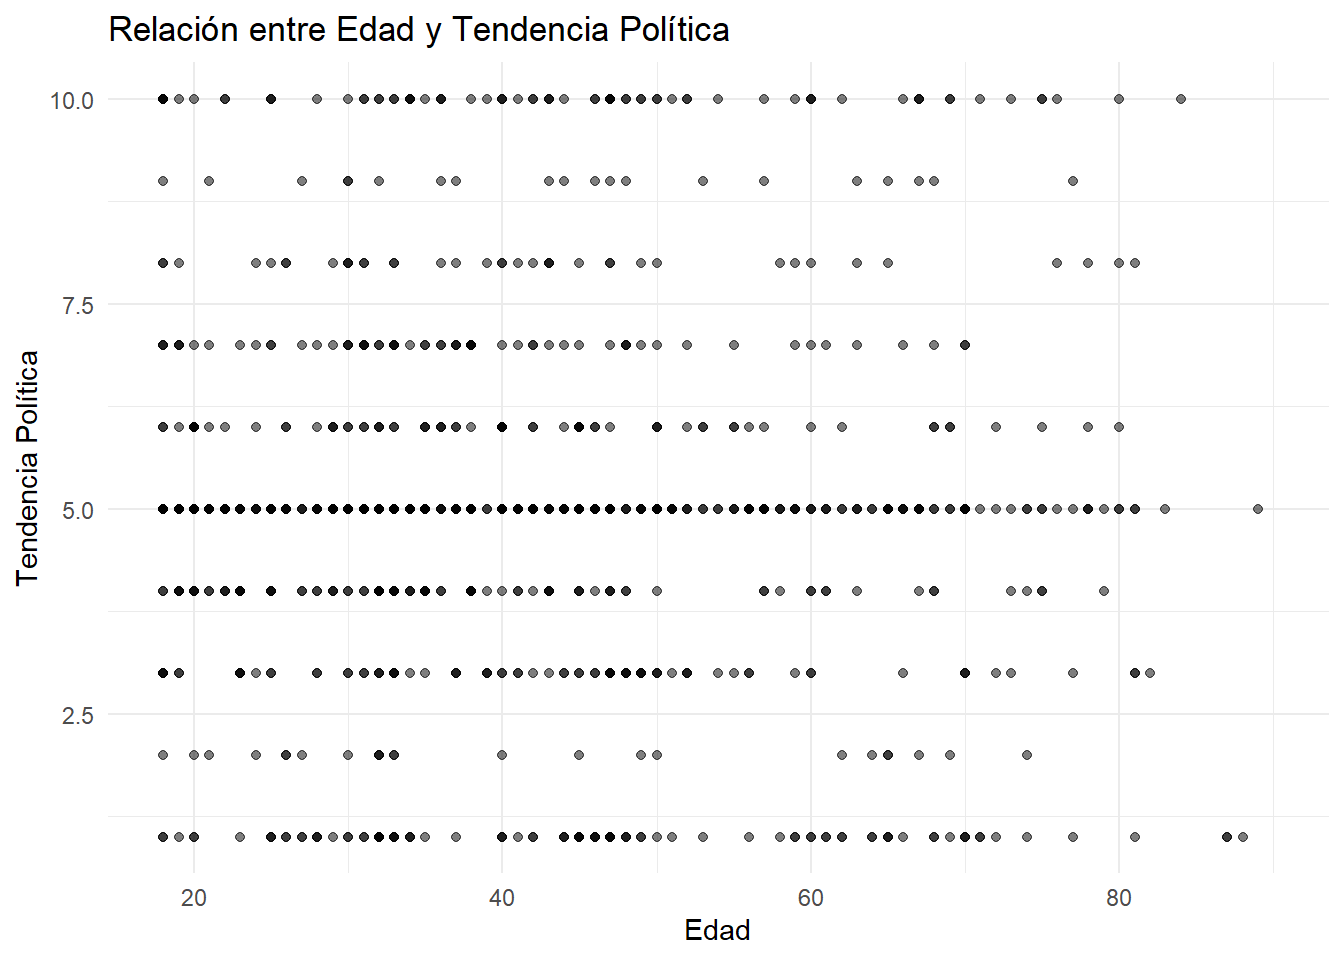 Relación entre Edad y Tendencia Política
Tendencia Política
10.0
7.5
5.0
2.5
20 40 60 80
Edad